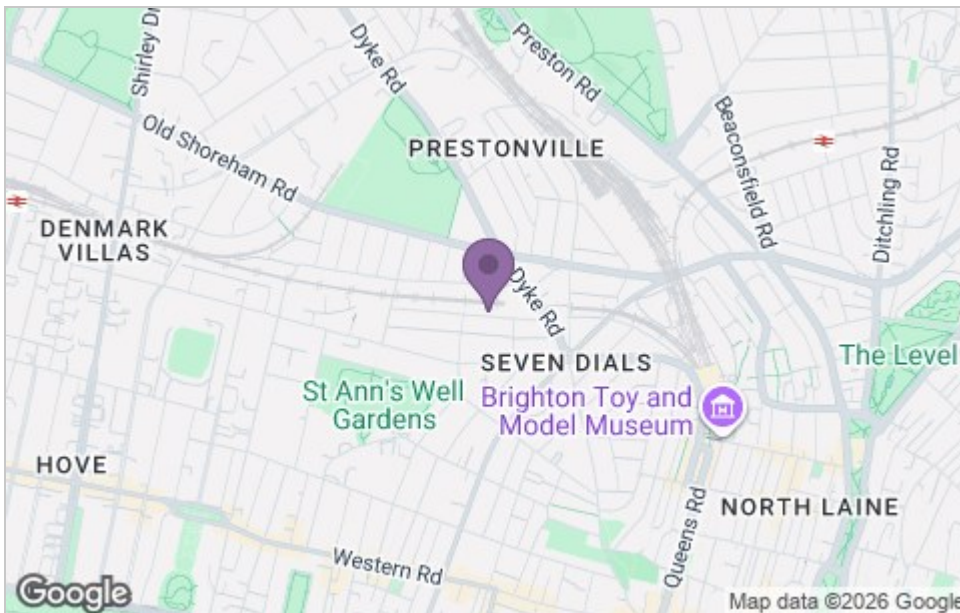 Shirley Dr
Dyke Rd
Preston Rd
Old Shoreham Rd
PRESTONVILLE
Beaconsfield Rd
Ditchling Rd
DENMARK
VILLAS
Dyke Rd
SEVEN DIALS
The Level
St Ann's Well
Gardens
Brighton Toy and
Model Museum
HOVE
Queens Rd
NORTH LAINE
Western Rd
Google
Map data ©2026 Google